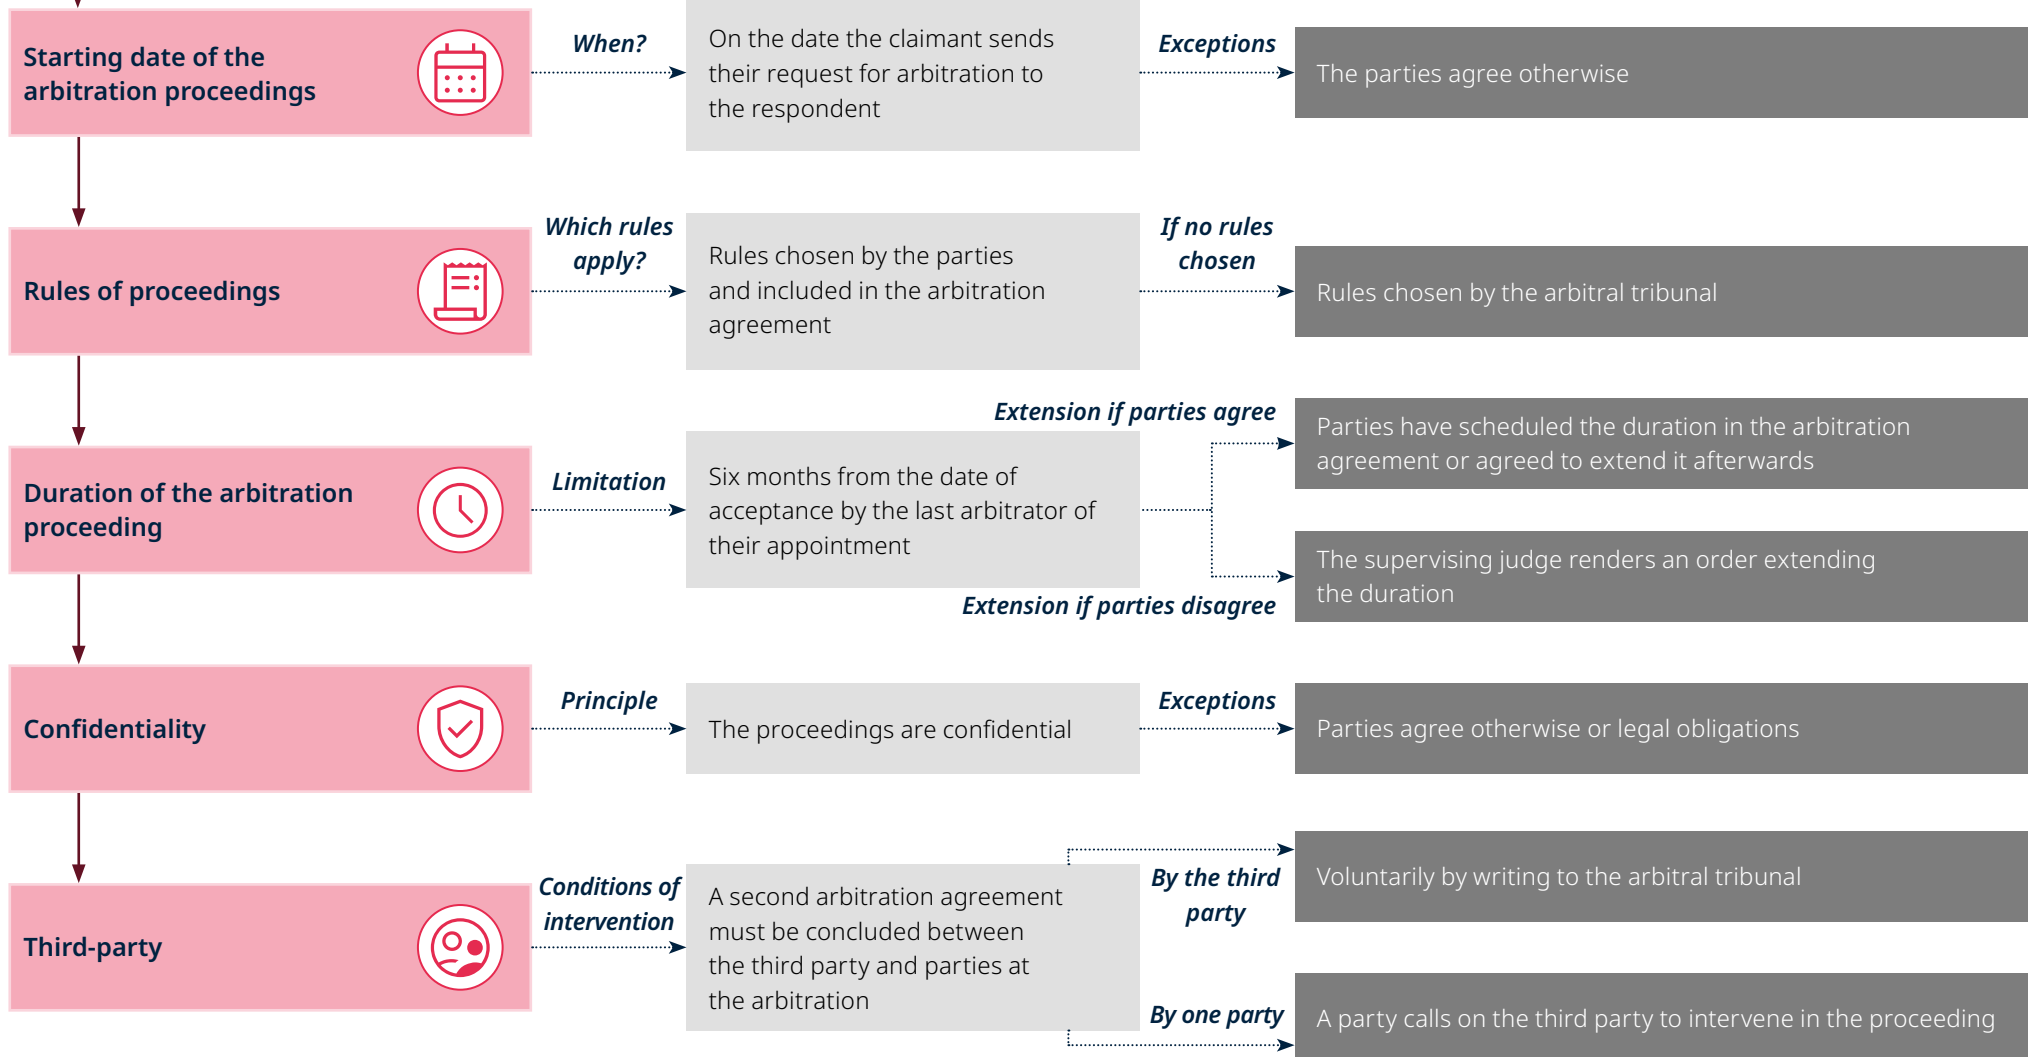 Starting date of the
arbitration proceedings
When?
On the date the claimant sends
their request for arbitration to
the respondent
Exceptions
The parties agree otherwise
Rules of proceedings
Which rules
apply?
Rules chosen by the parties
and included in the arbitration
agreement
If no rules
chosen
Rules chosen by the arbitral tribunal
Duration of the arbitration
proceeding
Limitation
Six months from the date of
acceptance by the last arbitrator of
their appointment
Extension if parties agree
Parties have scheduled the duration in the arbitration
agreement or agreed to extend it afterwards
Extension if parties disagree
The supervising judge renders an order extending
the duration
Confidentiality
Principle
The proceedings are confidential
Exceptions
Parties agree otherwise or legal obligations
Third-party
Conditions of
intervention
A second arbitration agreement
must be concluded between
the third party and parties at
the arbitration
By the third
party
Voluntarily by writing to the arbitral tribunal
By one party
A party calls on the third party to intervene in the proceeding